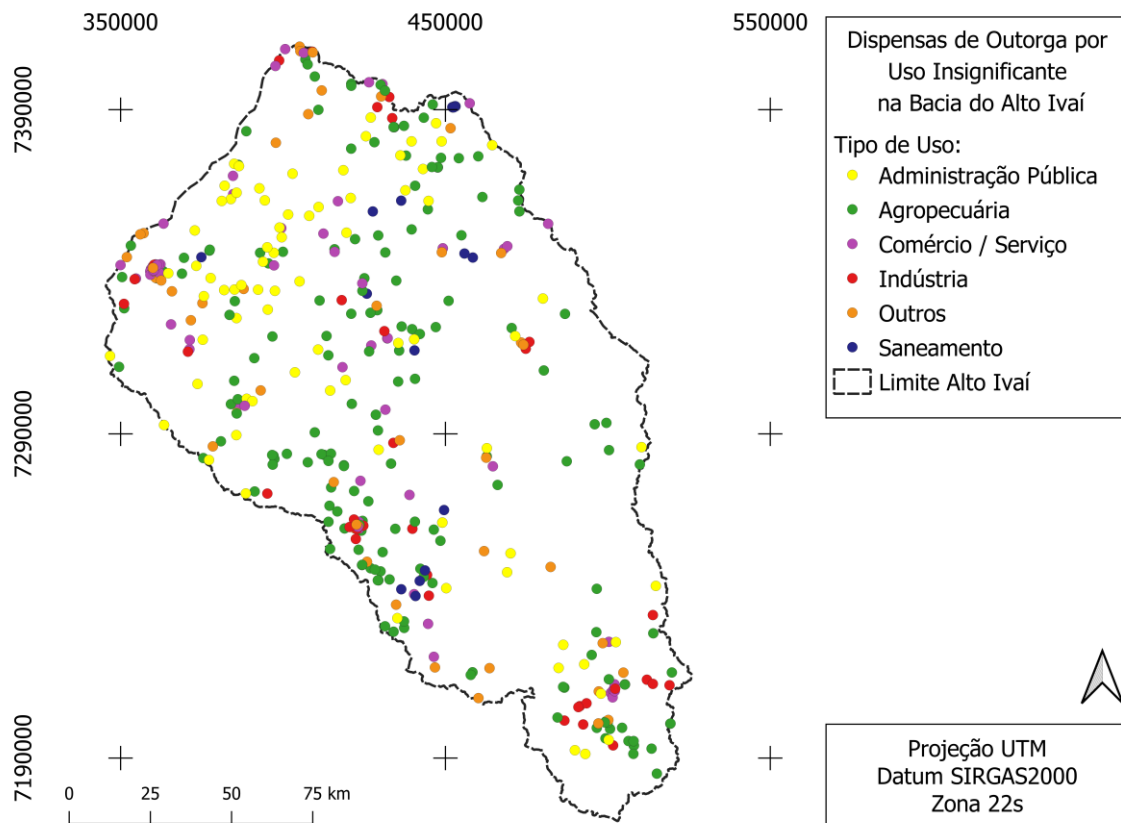 350000
450000
550000
7390000
7290000
7190000
0
25
50
75 km
Dispensas de Outorga por
Uso Insignificante
na Bacia do Alto Ivaí
Tipo de Uso:
Administração Pública
Agropecuária
Comércio / Serviço
Indústria
Outros
Saneamento
Limite Alto Ivaí
Projeção UTM
Datum SIRGAS2000
Zona 22s